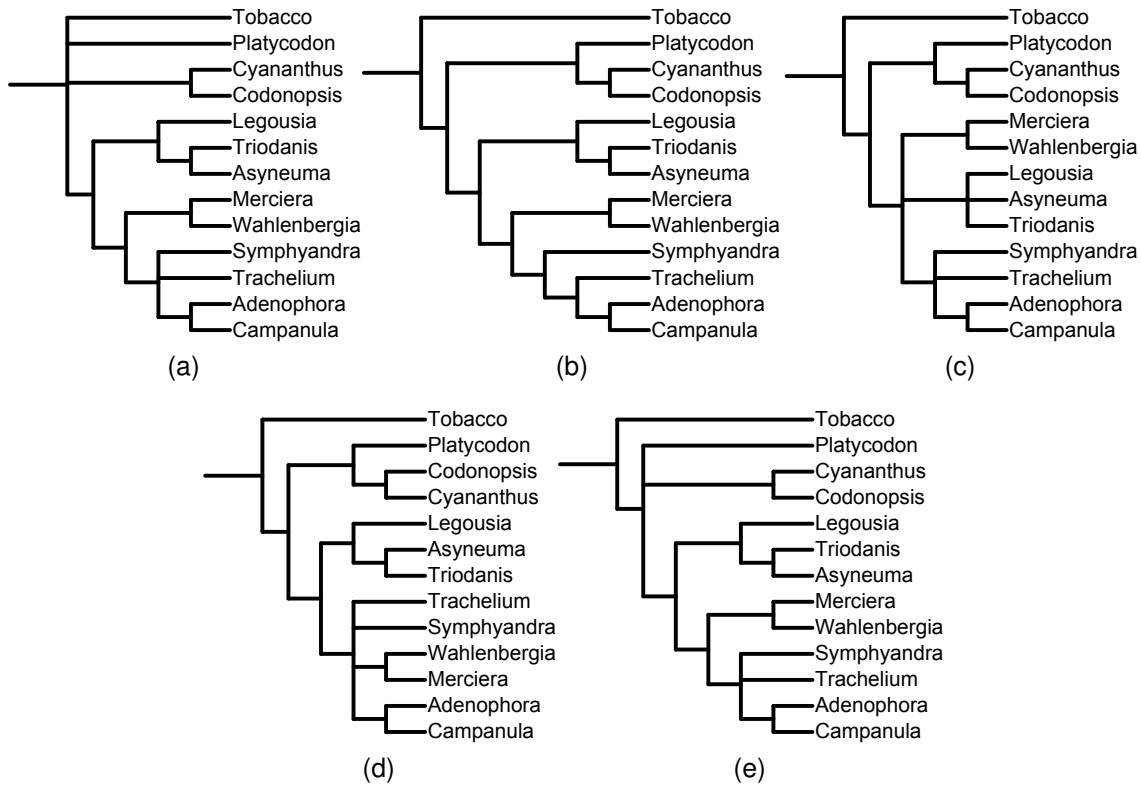 Tobacco
Platycodon
Cyananthus
Codonopsis
Legousia
Triodanis
Asyneuma
Merciera
Wahlenbergia
Symphyandra
Trachelium
Adenophora
Campanula
(a)
Tobacco
Platycodon
Cyananthus
Codonopsis
Legousia
Triodanis
Asyneuma
Merciera
Wahlenbergia
Symphyandra
Trachelium
Adenophora
Campanula
(b)
Tobacco
Platycodon
Cyananthus
Codonopsis
Merciera
Wahlenbergia
Legousia
Asyneuma
Triodanis
Symphyandra
Trachelium
Adenophora
Campanula
(c)
Tobacco
Platycodon
Codonopsis
Cyananthus
Legousia
Asyneuma
Triodanis
Trachelium
Symphyandra
Wahlenbergia
Merciera
Adenophora
Campanula
(d)
Tobacco
Platycodon
Cyananthus
Codonopsis
Legousia
Triodanis
Asyneuma
Merciera
Wahlenbergia
Symphyandra
Trachelium
Adenophora
Campanula
(e)